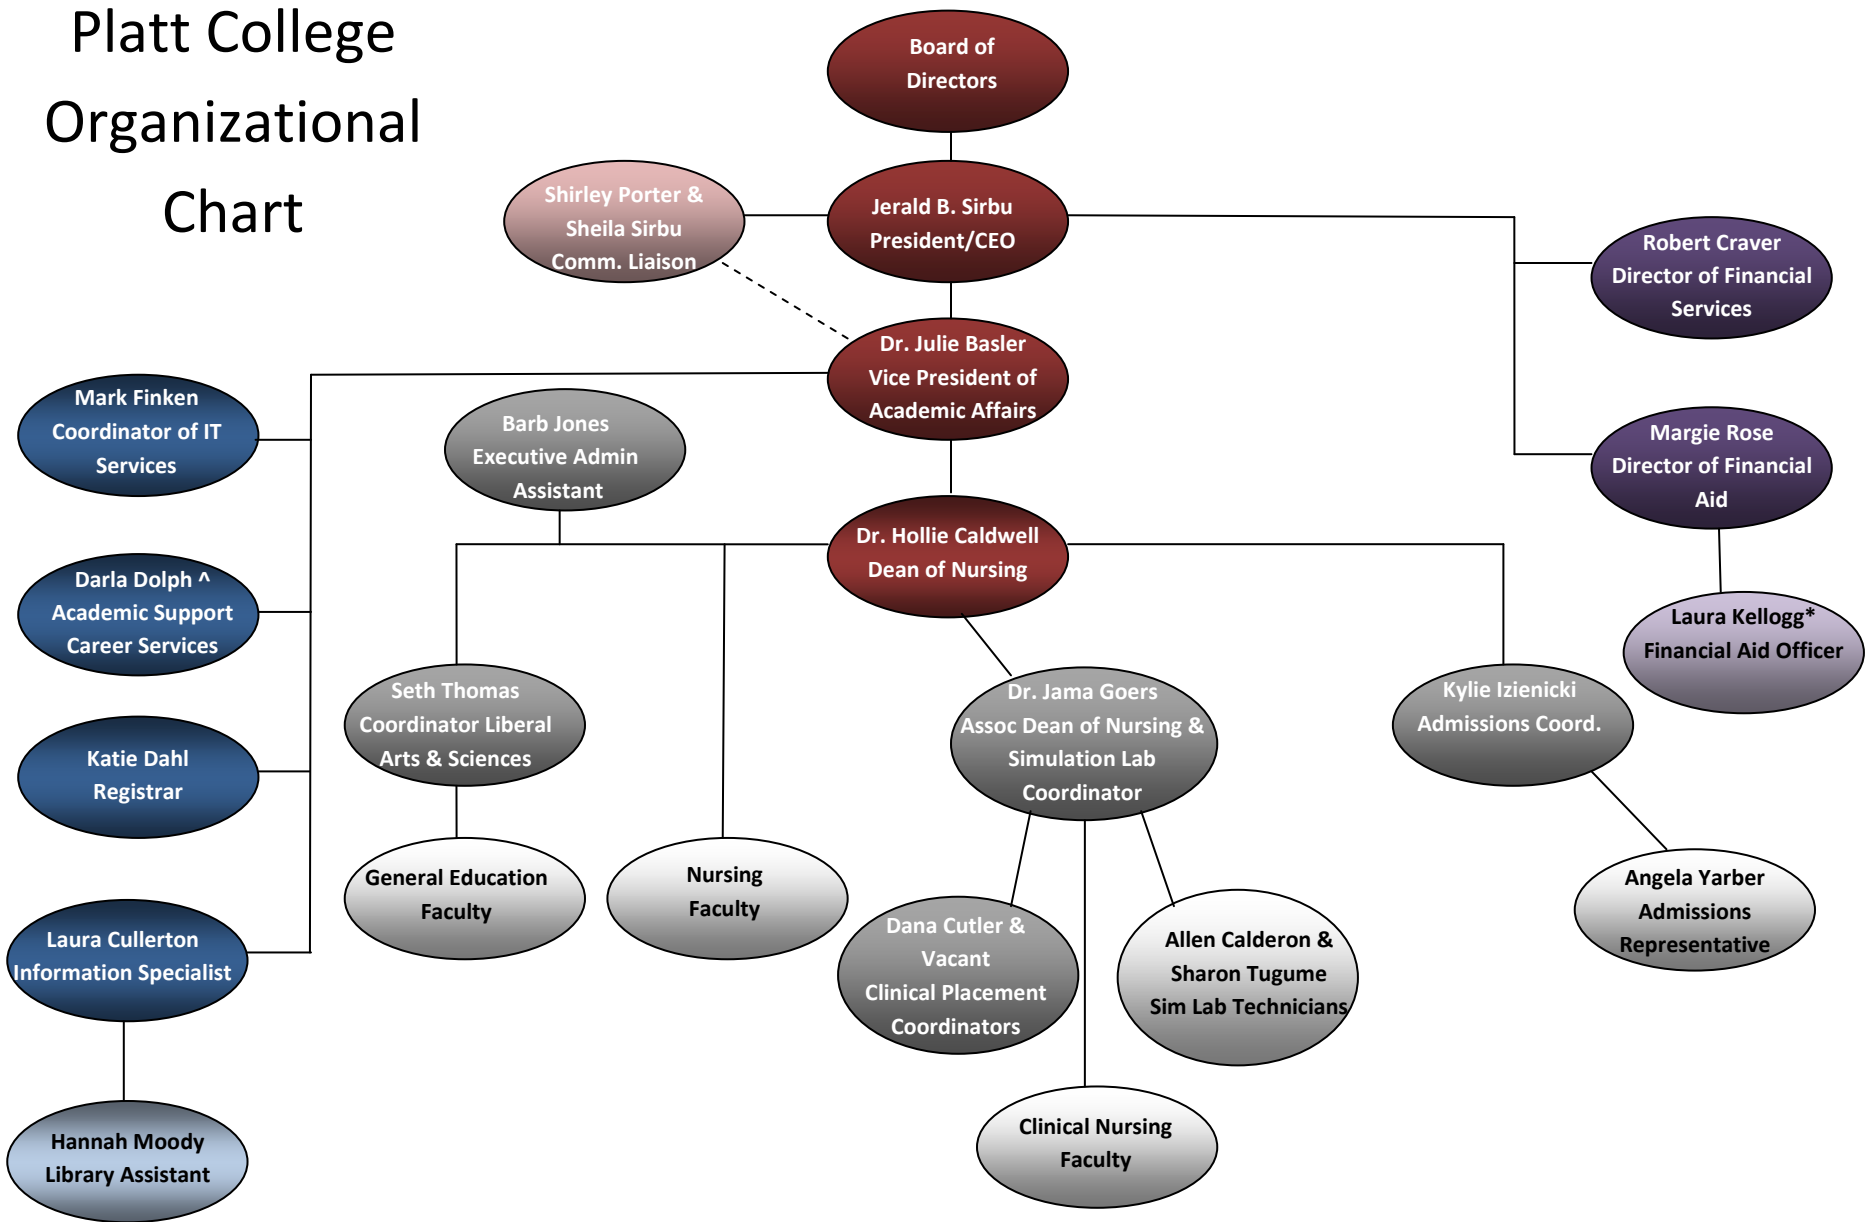 Platt College
Organizational
Chart
Board of
Directors
Shirley Porter &
Sheila Sirbu
Comm. Liaison
Jerald B. Sirbu
President/CEO
Robert Craver
Director of Financial
Services
Dr. Julie Basler
Vice President of
Academic Affairs
Mark Finken
Coordinator of IT
Services
Barb Jones
Executive Admin
Assistant
Margie Rose
Director of Financial
Aid
Dr. Hollie Caldwell
Dean of Nursing
Darla Dolph ^
Academic Support
Career Services
Laura Kellogg*
Financial Aid Officer
Seth Thomas
Coordinator Liberal
Arts & Sciences
Dr. Jama Goers
Assoc Dean of Nursing &
Simulation Lab
Coordinator
Kylie Izienicki
Admissions Coord.
Katie Dahl
Registrar
General Education
Faculty
Nursing
Faculty
Angela Yarber
Admissions
Representative
Laura Cullerton
Information Specialist
Dana Cutler &
Vacant
Clinical Placement
Coordinators
Allen Calderon &
Sharon Tugume
Sim Lab Technicians
Clinical Nursing
Faculty
Hannah Moody
Library Assistant